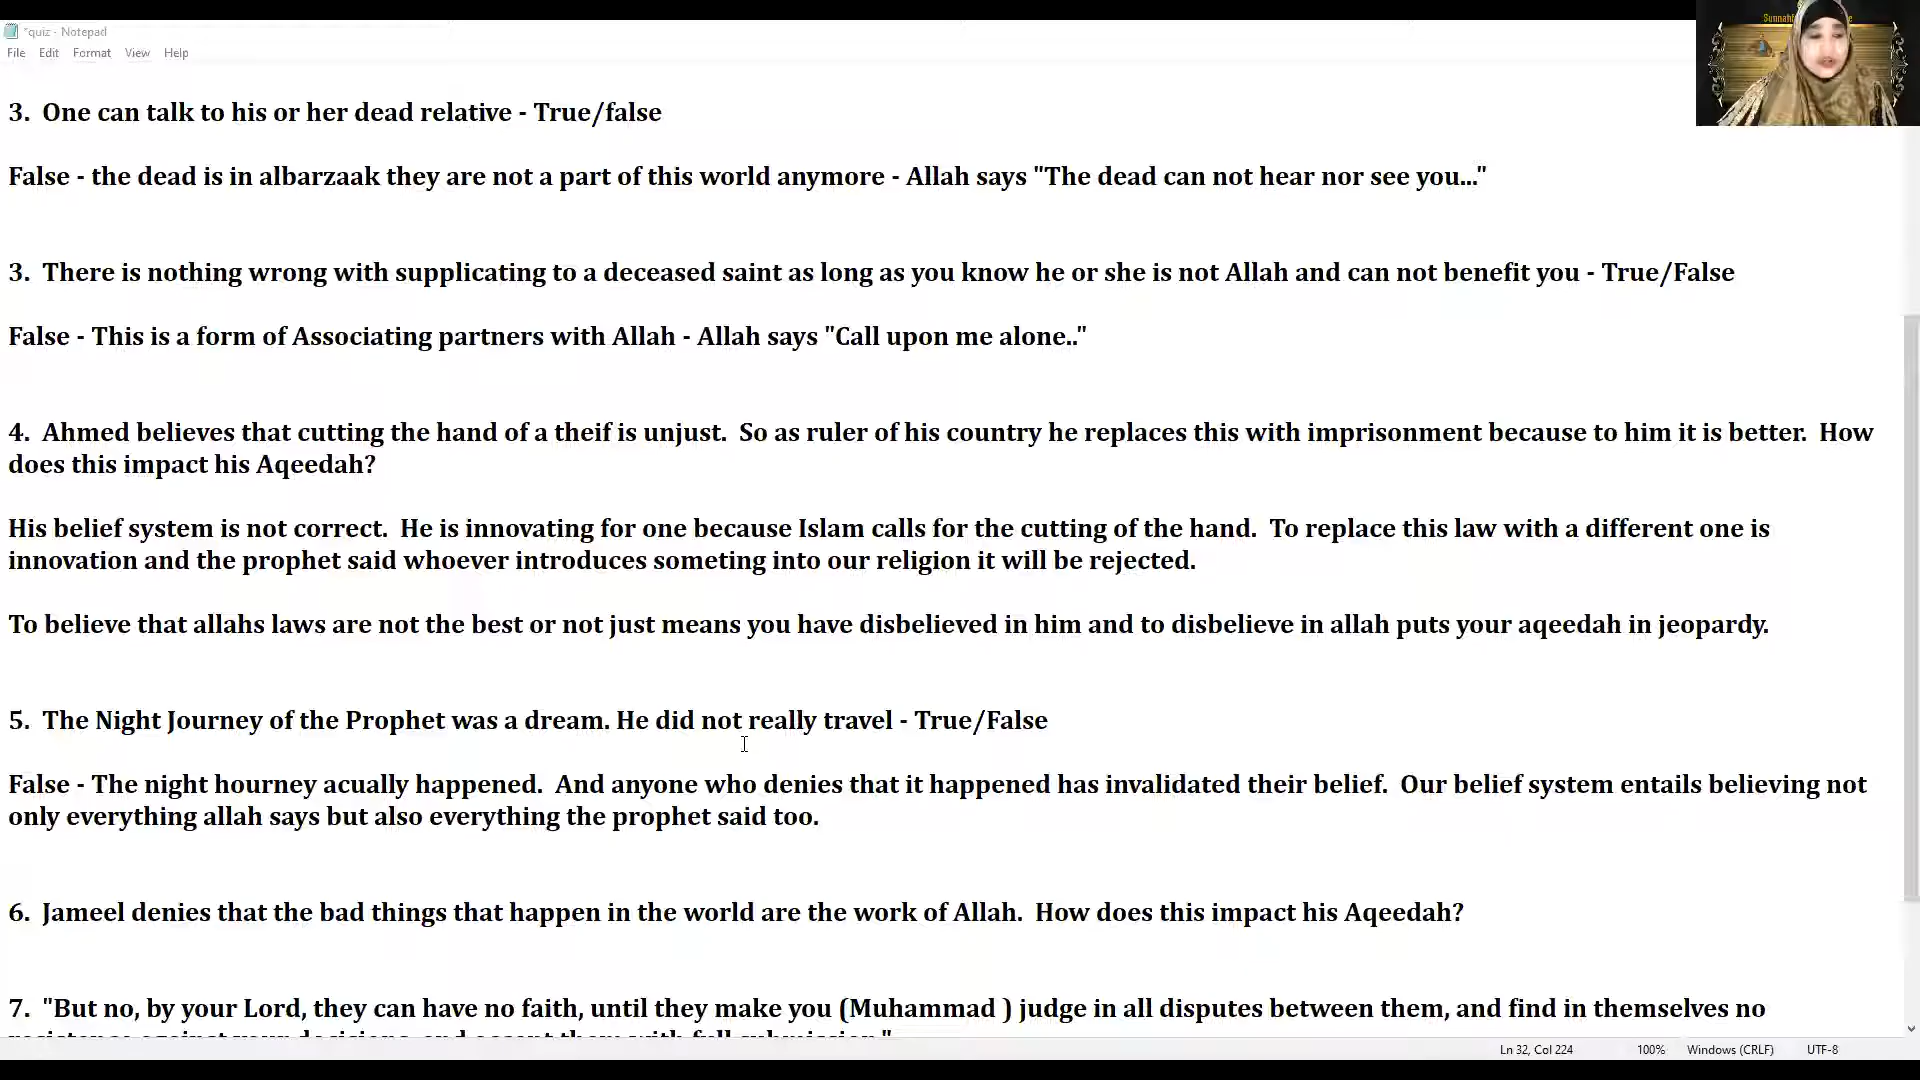 *quiz - Notepad
File Edit Format View Help
Sunnah
3.  One can talk to his or her dead relative - True/false
False - the dead is in albarzaak they are not a part of this world anymore - Allah says "The dead can not hear nor see you..."
3.  There is nothing wrong with supplicating to a deceased saint as long as you know he or she is not Allah and can not benefit you - True/False
False - This is a form of Associating partners with Allah - Allah says "Call upon me alone.."
4.  Ahmed believes that cutting the hand of a theif is unjust.  So as ruler of his country he replaces this with imprisonment because to him it is better.  How
does this impact his Aqeedah?
His belief system is not correct.  He is innovating for one because Islam calls for the cutting of the hand.  To replace this law with a different one is
innovation and the prophet said whoever introduces someting into our religion it will be rejected.
To believe that allahs laws are not the best or not just means you have disbelieved in him and to disbelieve in allah puts your aqeedah in jeopardy.
5.  The Night Journey of the Prophet was a dream. He did not really travel - True/False
False - The night hourney acually happened.  And anyone who denies that it happened has invalidated their belief.  Our belief system entails believing not
only everything allah says but also everything the prophet said too.
6.  Jameel denies that the bad things that happen in the world are the work of Allah.  How does this impact his Aqeedah?
7.  "But no, by your Lord, they can have no faith, until they make you (Muhammad ) judge in all disputes between them, and find in themselves no
resistance against your decisions, and accept them with full submission."
Ln 32, Col 224 100% Windows (CRLF) UTF-8